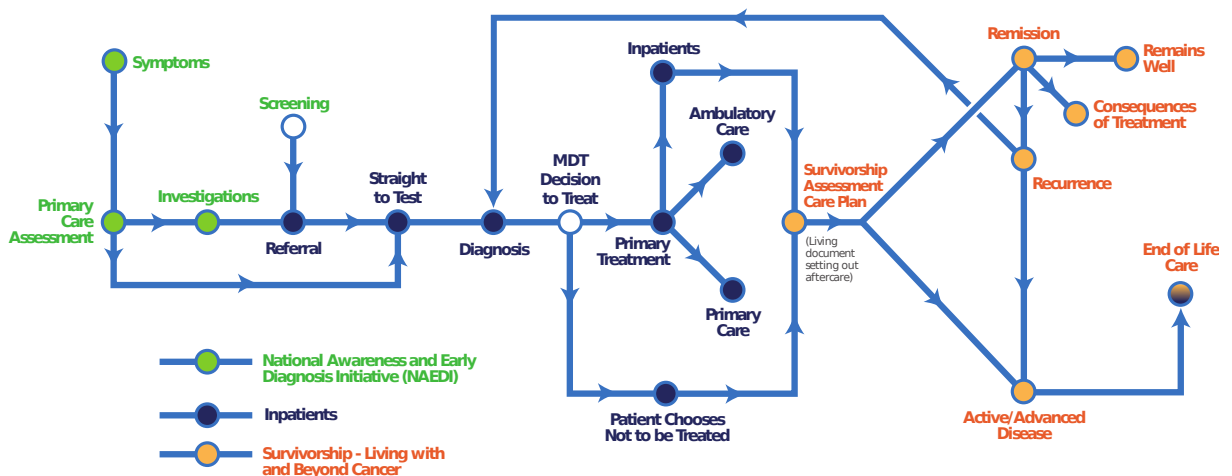 Symptoms
Screening
Primary
Care
Assessment
Investigations
Referral
Straight
to Test
Diagnosis
MDT
Decision
to Treat
Inpatients
Ambulatory
Care
Primary
Treatment
Primary
Care
Patient Chooses
Not to be Treated
Survivorship
Assessment
Care Plan
(Living
document
setting out
aftercare)
Remission
Remains
Well
Consequences
of Treatment
Recurrence
End of Life
Care
Active/Advanced
Disease
National Awareness and Early
Diagnosis Initiative (NAEDI)
Inpatients
Survivorship - Living with
and Beyond Cancer